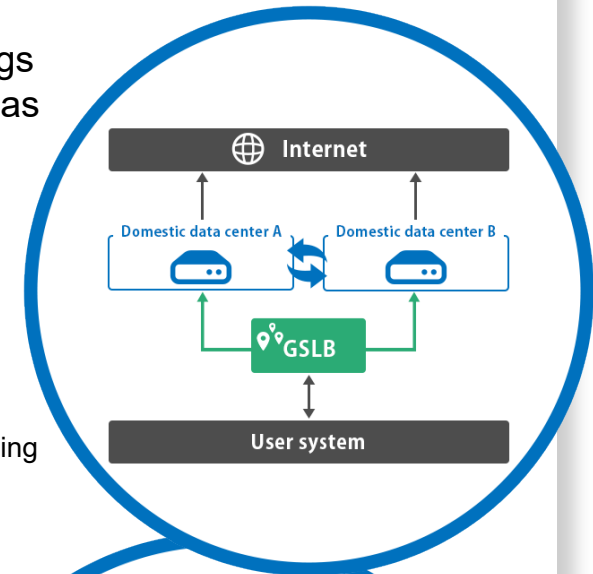 gs
as
Internet
Domestic data center A
Domestic data center B
GSLB
User system
ing